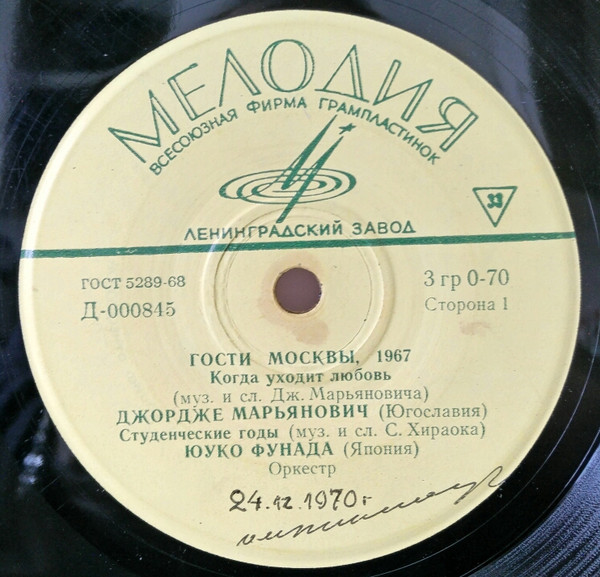 МЕЛОДИЯ
ВСЕСОЮЗНАЯ ФИРМА ГРАМПЛАСТИНОК
33
ЛЕНИНГРАДСКИЙ ЗАВОД
ГОСТ 5289-68
3 гр 0-70
Д-000845
Сторона 1
ГОСТИ МОСКВЫ, 1967
Когда уходит любовь
(муз. и сл. Дж. Марьяновича)
ДЖОРДЖЕ МАРЬЯНОВИЧ (Югославия)
Студенческие годы (муз. и сл. С. Хираока)
ЮУКО ФУНАДА (Япония)
Оркестр
24.12.1970г